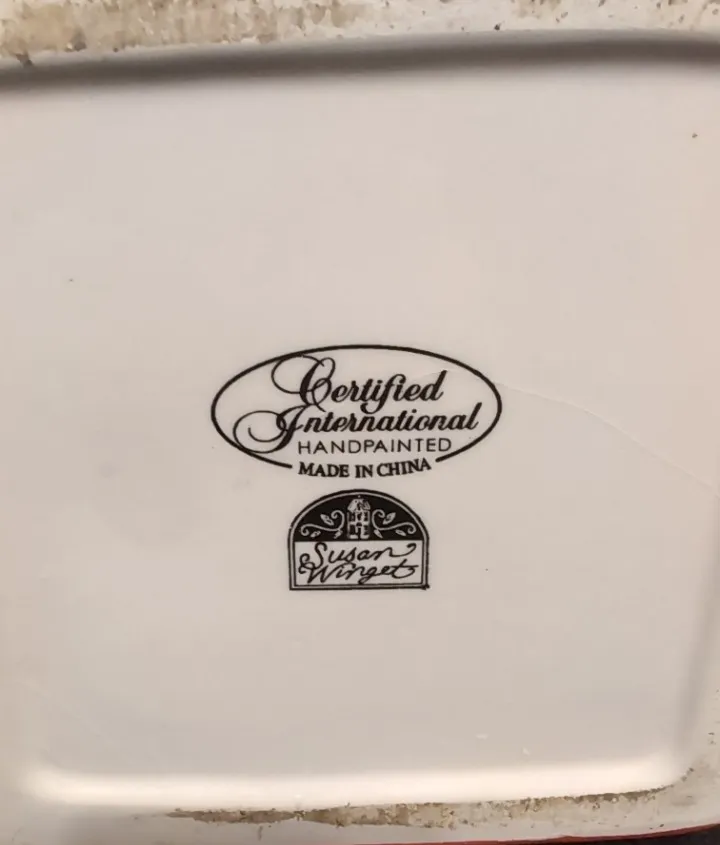 Certified
International
HANDPAINTED
MADE IN CHINA
Susan
Winget